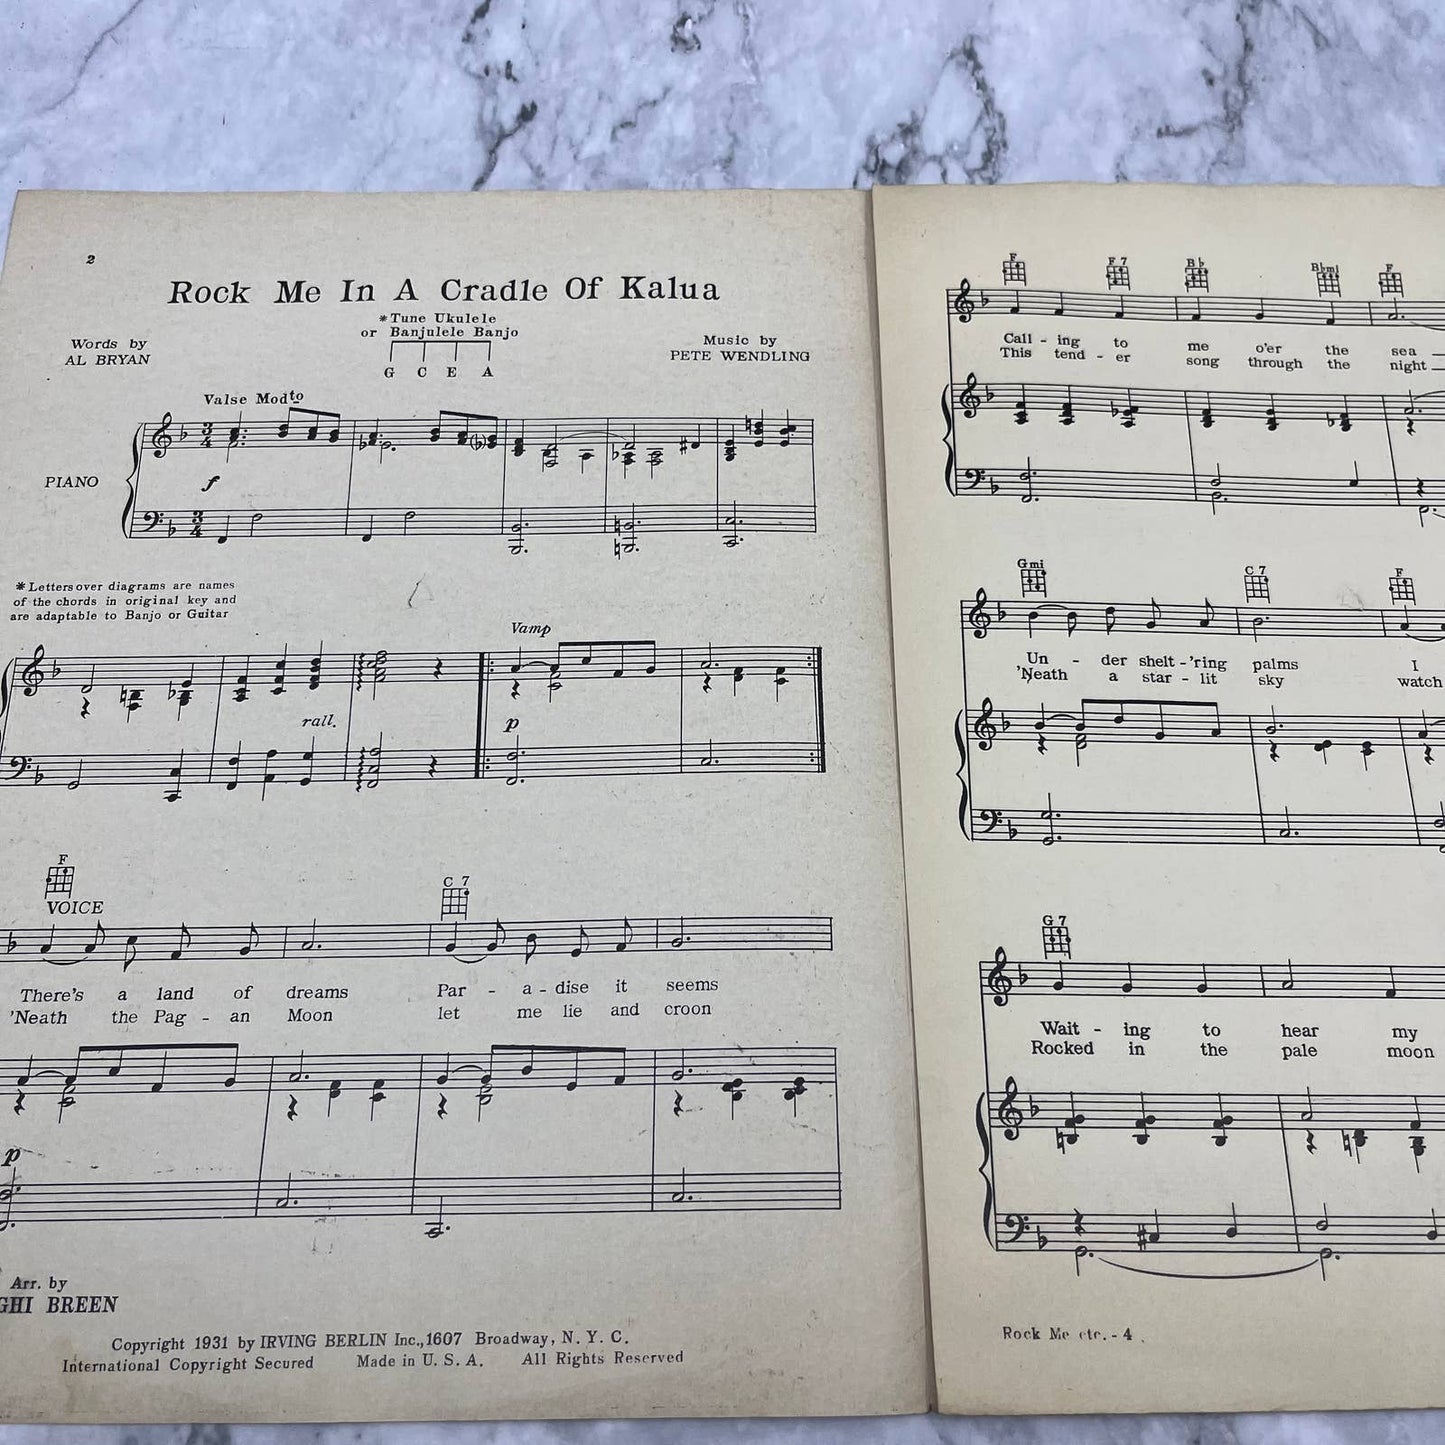 2
Rock Me In A Cradle Of Kalua
*Tune Ukulele
or Banjulele Banjo
G C E A
Words by
AL BRYAN
Music by
PETE WENDLING
Valse Modto
PIANO
f
*Letters over diagrams are names
of the chords in original key and
are adaptable to Banjo or Guitar
Vamp
rall.
p
F
C 7
VOICE
There's a land of dreams Par - a - dise it seems
'Neath the Pag - an Moon let me lie and croon
p
Arr. by
GHI BREEN
Copyright 1931 by IRVING BERLIN Inc., 1607 Broadway, N. Y. C.
International Copyright Secured Made in U. S. A. All Rights Reserved
F F 7 B♭ B♭mi F
Call - ing to me o'er the sea
This tend - er song through the night
Gmi C 7 F
Un - der shelt - 'ring palms I
'Neath a star - lit sky watch
G 7
Wait - ing to hear my
Rocked in the pale moon
Rock Me etc. - 4